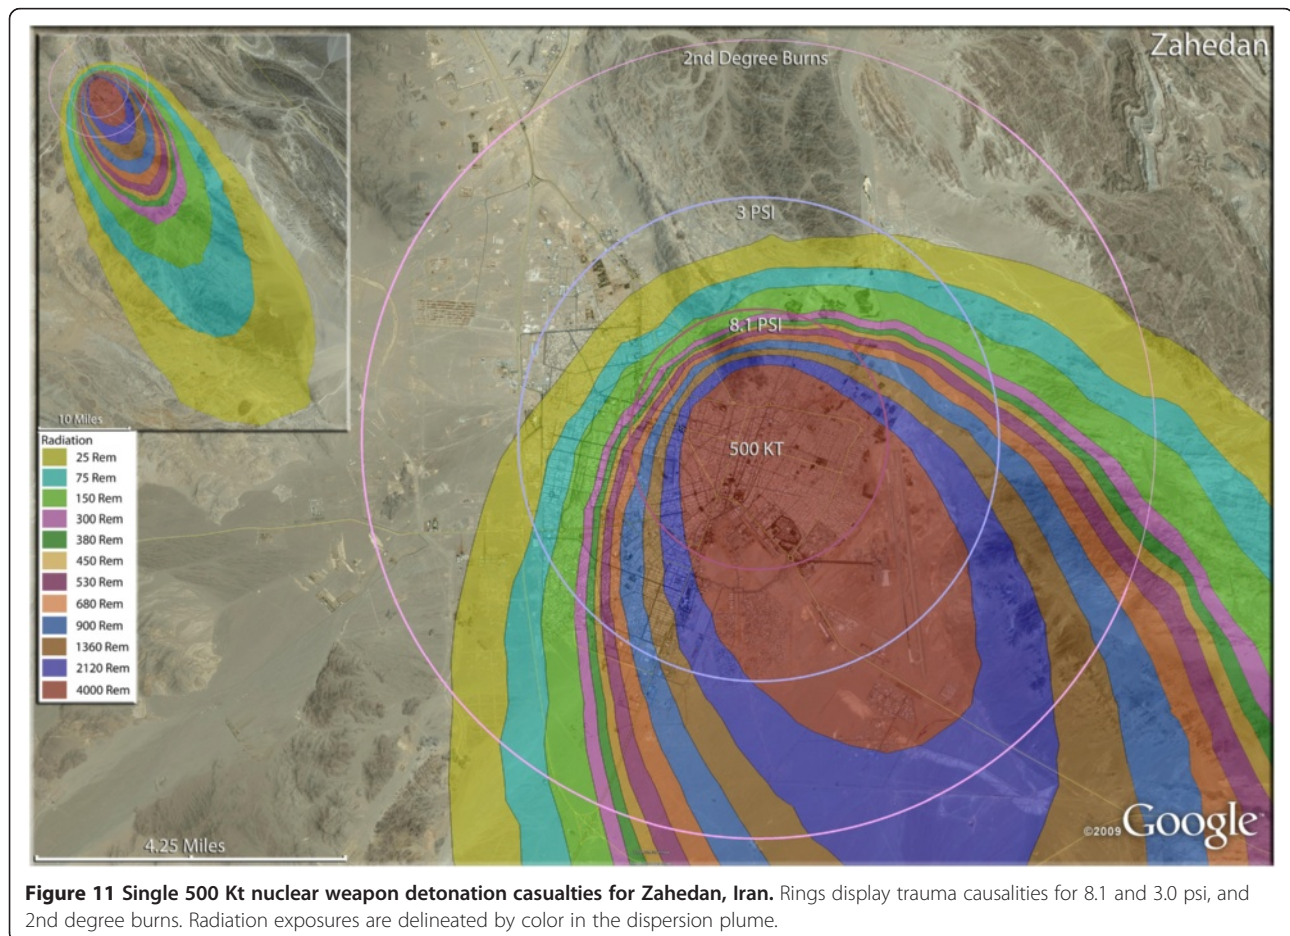 Zahedan
2nd Degree Burns
3 PSI
8.1 PSI
500 KT
10 Miles
Radiation
25 Rem
75 Rem
150 Rem
300 Rem
380 Rem
450 Rem
530 Rem
680 Rem
900 Rem
1360 Rem
2120 Rem
4000 Rem
4.25 Miles
©2009 Google
Figure 11 Single 500 Kt nuclear weapon detonation casualties for Zahedan, Iran. Rings display trauma causalities for 8.1 and 3.0 psi, and
2nd degree burns. Radiation exposures are delineated by color in the dispersion plume.